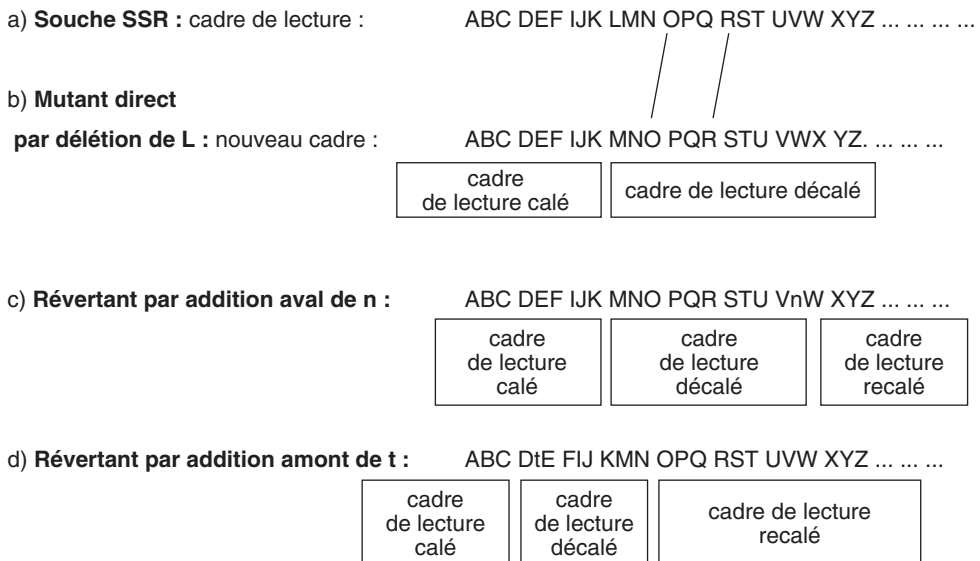 a) Souche SSR : cadre de lecture : ABC DEF IJK LMN OPQ RST UVW XYZ ... ... ... ...
b) Mutant direct
par délétion de L : nouveau cadre : ABC DEF IJK MNO PQR STU VWX YZ. ... ... ...
cadre
de lecture calé
cadre de lecture décalé
c) Révertant par addition aval de n : ABC DEF IJK MNO PQR STU VnW XYZ ... ... ...
cadre
de lecture
calé
cadre
de lecture
décalé
cadre
de lecture
recalé
d) Révertant par addition amont de t : ABC DtE FIJ KMN OPQ RST UVW XYZ ... ... ...
cadre
de lecture
calé
cadre
de lecture
décalé
cadre de lecture
recalé